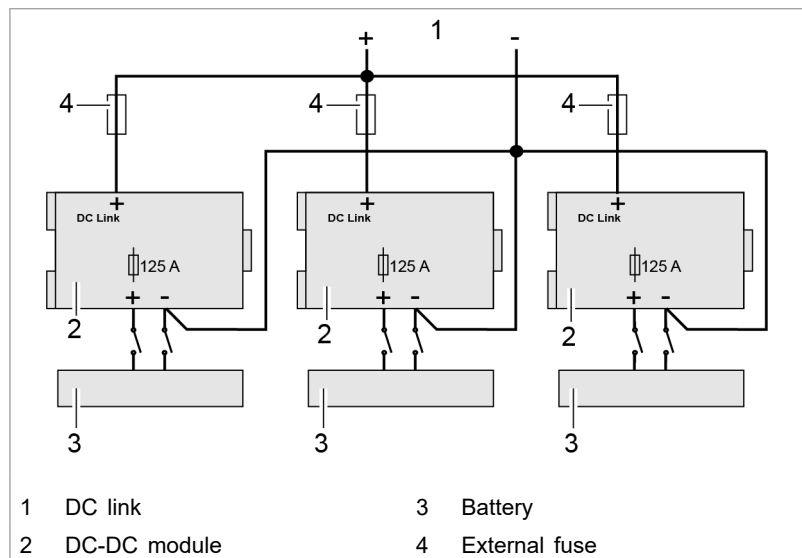 + 1 -
4 4 4
+ + +
DC Link DC Link DC Link
125 A 125 A 125 A
+ - + - + -
2 2 2
3 3 3
1 DC link 3 Battery
2 DC-DC module 4 External fuse